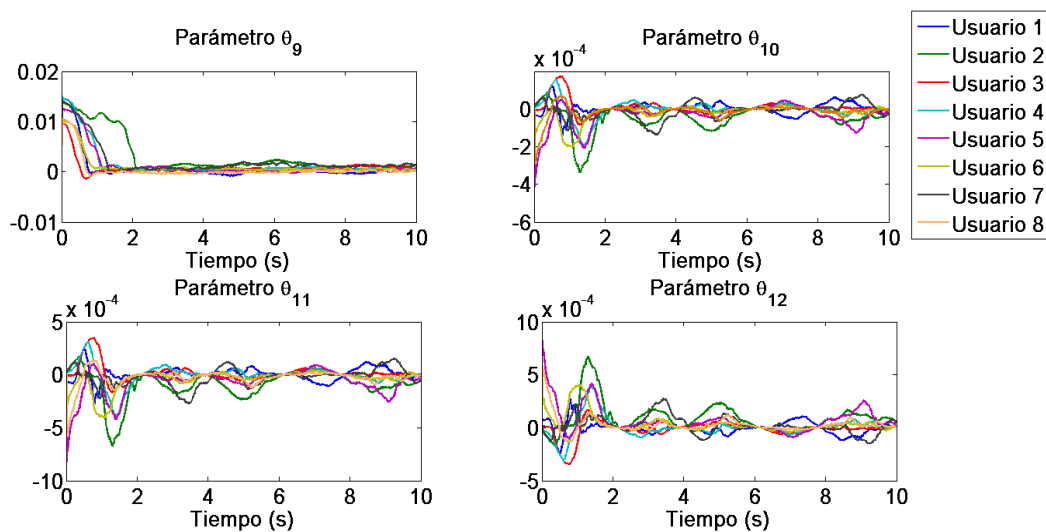 Parámetro θ9
0.02
0.01
0
-0.01
0 2 4 6 8 10
Tiempo (s)
Parámetro θ10
x 10-4
0
-2
-4
-6
0 2 4 6 8 10
Tiempo (s)
Usuario 1
Usuario 2
Usuario 3
Usuario 4
Usuario 5
Usuario 6
Usuario 7
Usuario 8
Parámetro θ11
x 10-4
5
0
-5
-10
0 2 4 6 8 10
Tiempo (s)
Parámetro θ12
x 10-4
10
5
0
-5
0 2 4 6 8 10
Tiempo (s)